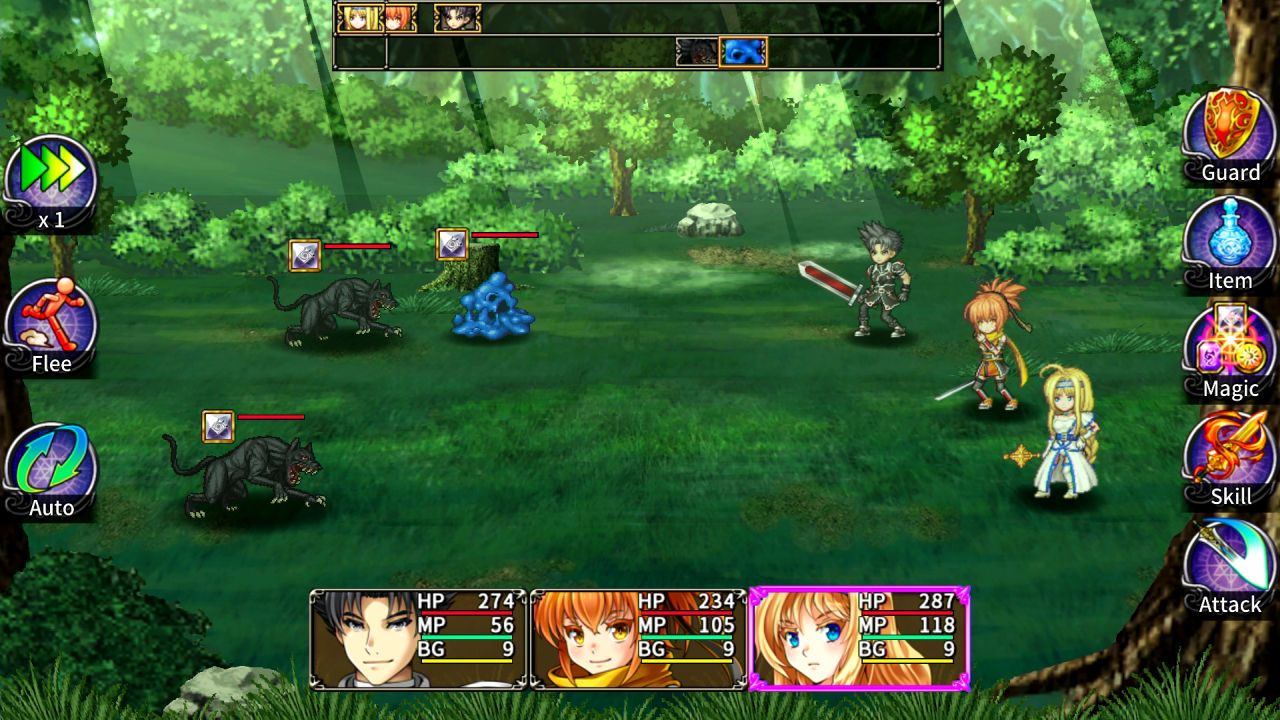 x 1
Flee
Auto
Guard
Item
Magic
Skill
Attack
HP 274
MP 56
BG 9
HP 234
MP 105
BG 9
HP 287
MP 118
BG 9